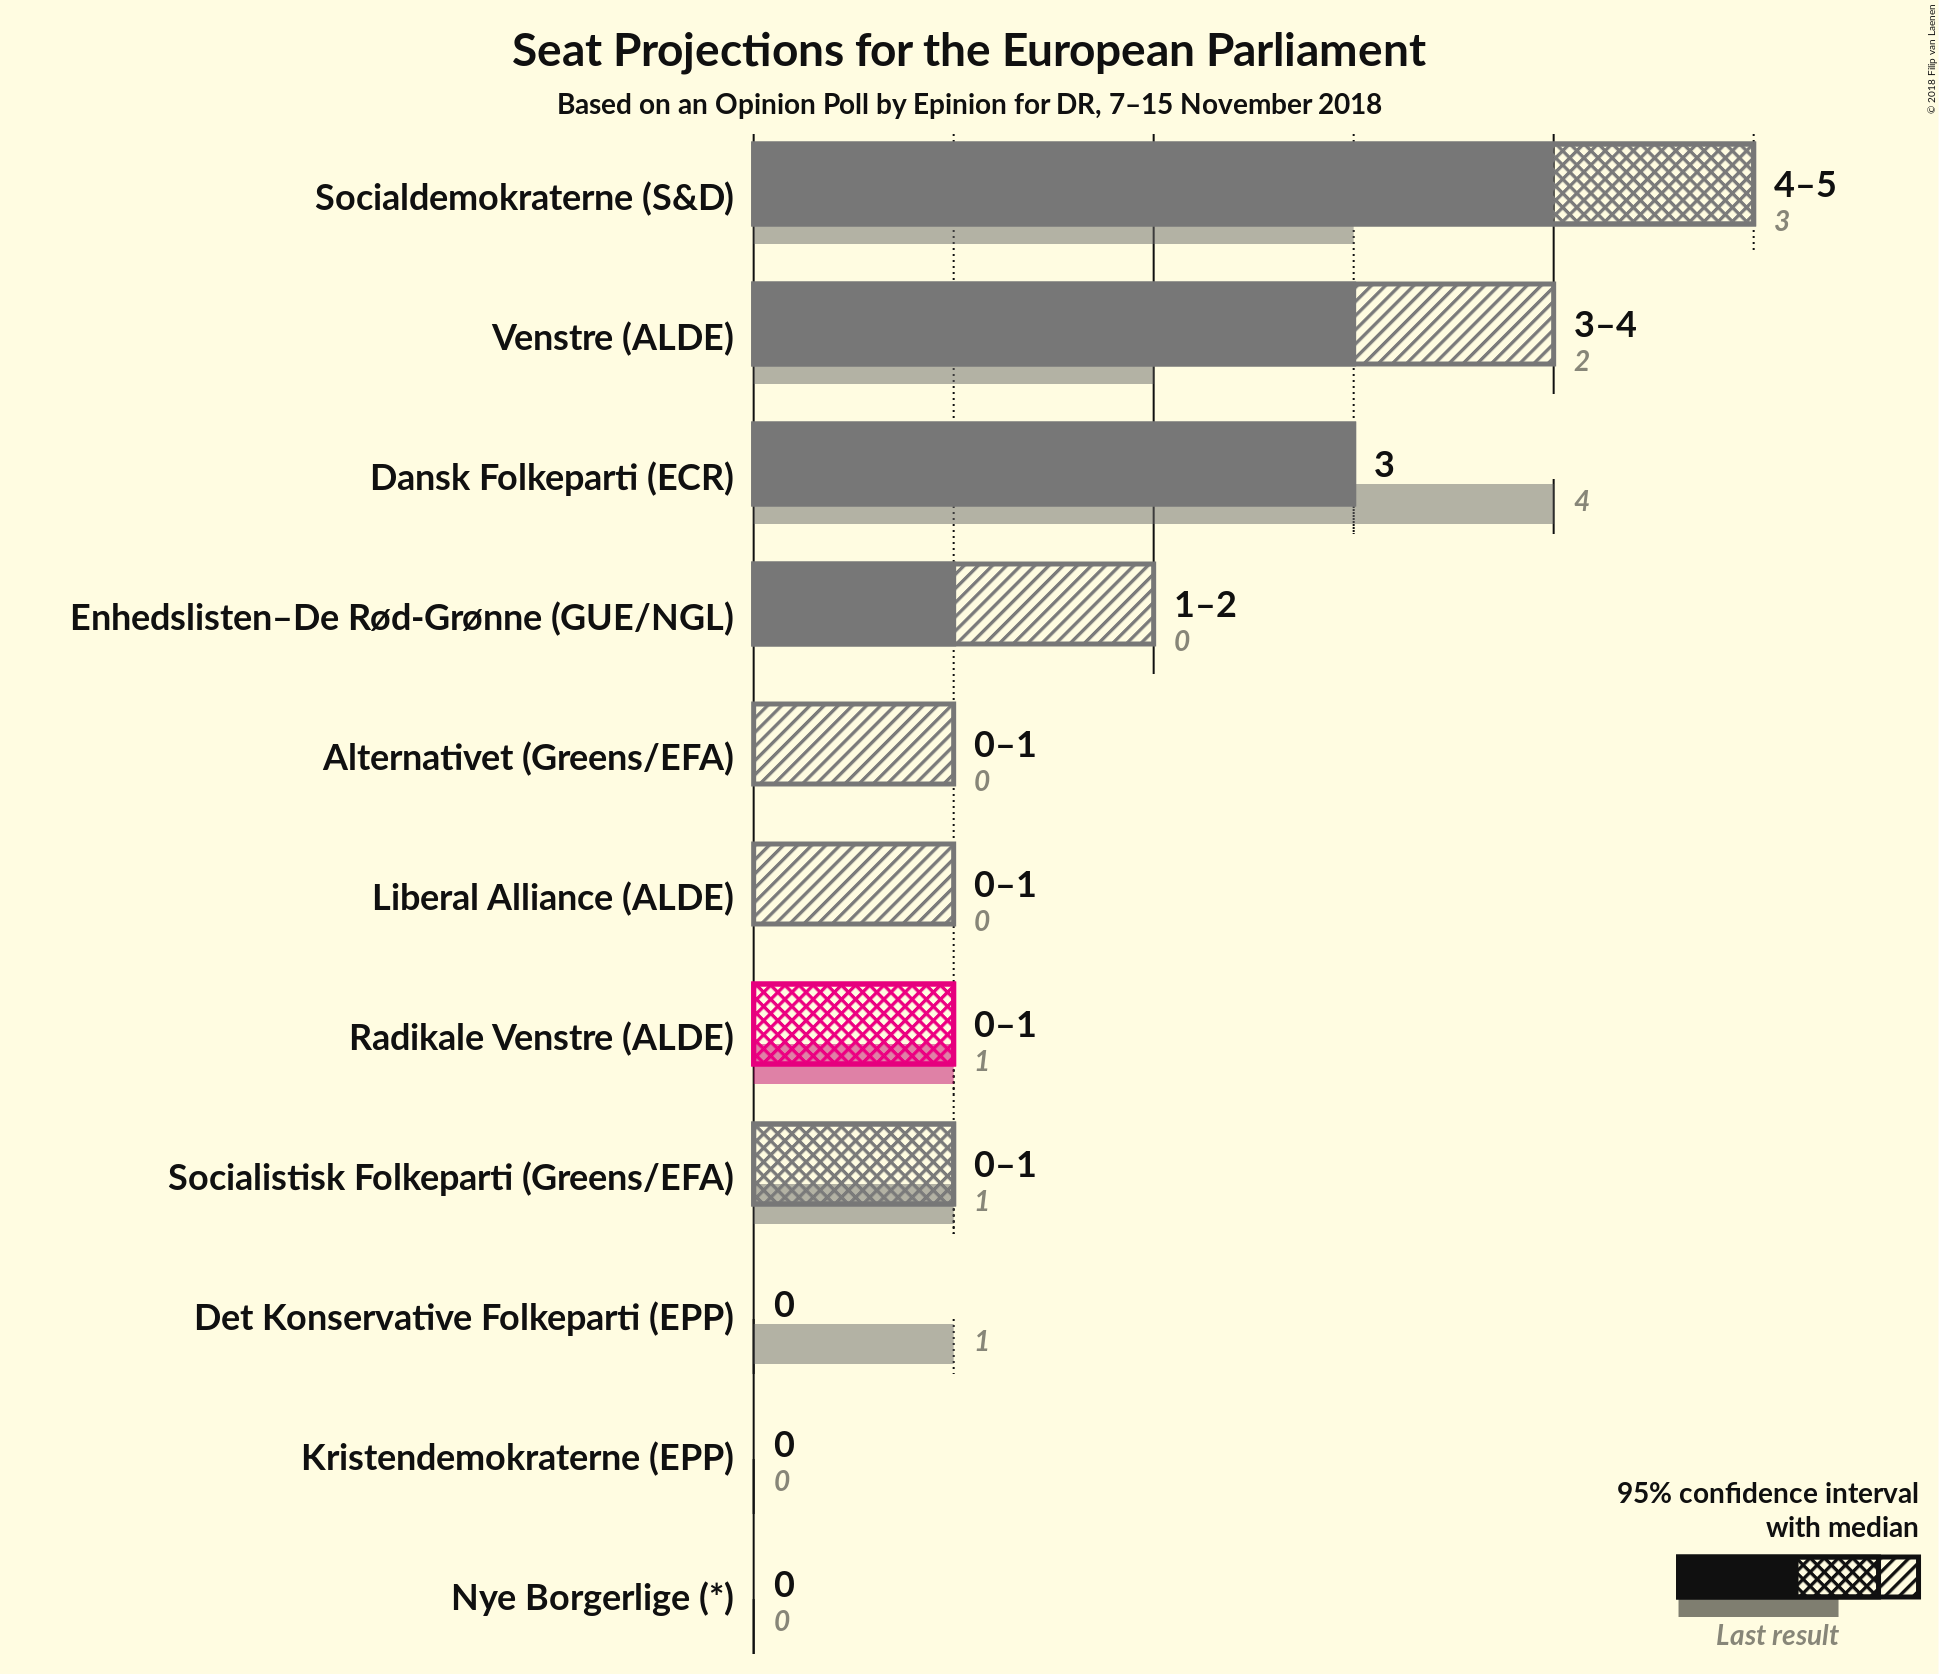 Seat Projections for the European Parliament
Based on an Opinion Poll by Epinion for DR, 7–15 November 2018
© 2018 Filip van Laenen
Socialdemokraterne (S&D)
4–5
3
Venstre (ALDE)
3–4
2
Dansk Folkeparti (ECR)
3
4
Enhedslisten–De Rød-Grønne (GUE/NGL)
1–2
0
Alternativet (Greens/EFA)
0–1
0
Liberal Alliance (ALDE)
0–1
0
Radikale Venstre (ALDE)
0–1
1
Socialistisk Folkeparti (Greens/EFA)
0–1
1
Det Konservative Folkeparti (EPP)
0
1
Kristendemokraterne (EPP)
0
0
Nye Borgerlige (*)
0
0
95% confidence interval
with median
Last result